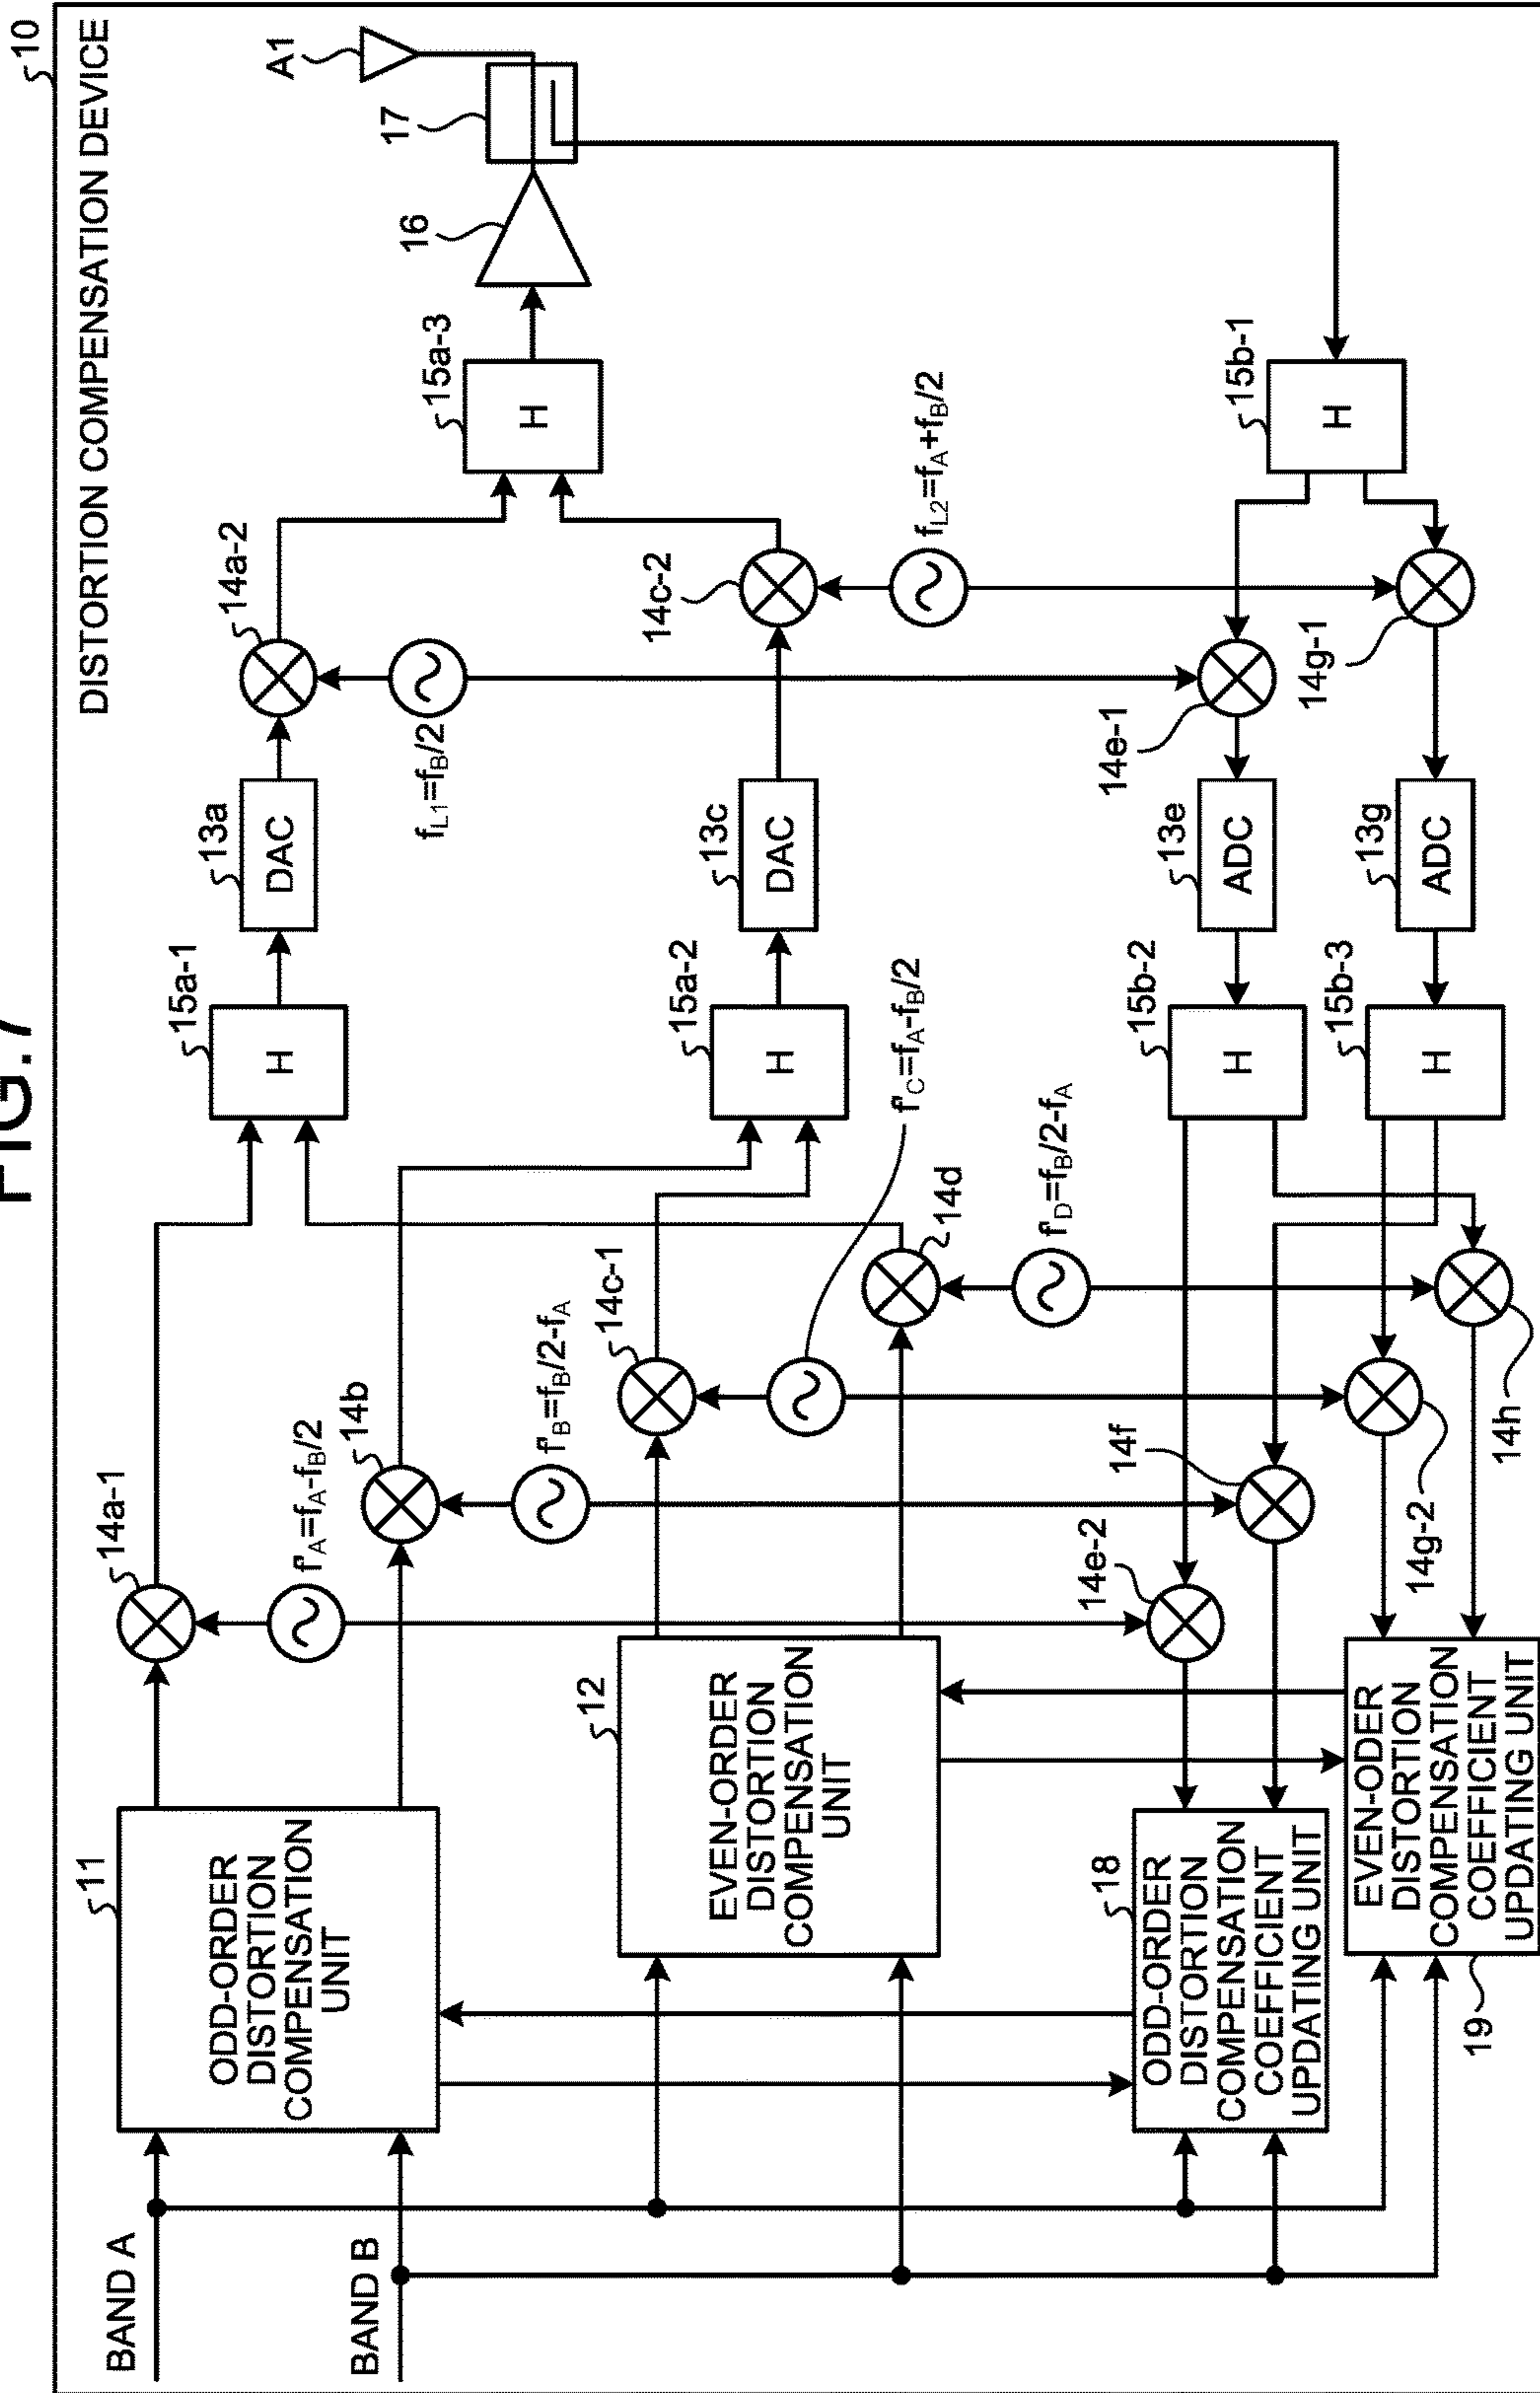 FIG.7
10
DISTORTION COMPENSATION DEVICE
BAND A
BAND B
11
ODD-ORDER
DISTORTION
COMPENSATION
UNIT
12
EVEN-ORDER
DISTORTION
COMPENSATION
UNIT
18
ODD-ORDER
DISTORTION
COMPENSATION
COEFFICIENT
UPDATING UNIT
19
EVEN-ODER
DISTORTION
COMPENSATION
COEFFICIENT
UPDATING UNIT
14a-1
f'A=fA-fB/2
14b
f'B=fB/2-fA
14c-1
f'C=fA-fB/2
14d
f'D=fB/2-fA
14e-2
14f
14g-2
14h
15a-1
H
15a-2
H
15b-2
H
15b-3
H
13a
DAC
13c
DAC
13e
ADC
13g
ADC
14a-2
fL1=fB/2
14c-2
fL2=fA+fB/2
14e-1
14g-1
15a-3
H
15b-1
H
16
17
A1